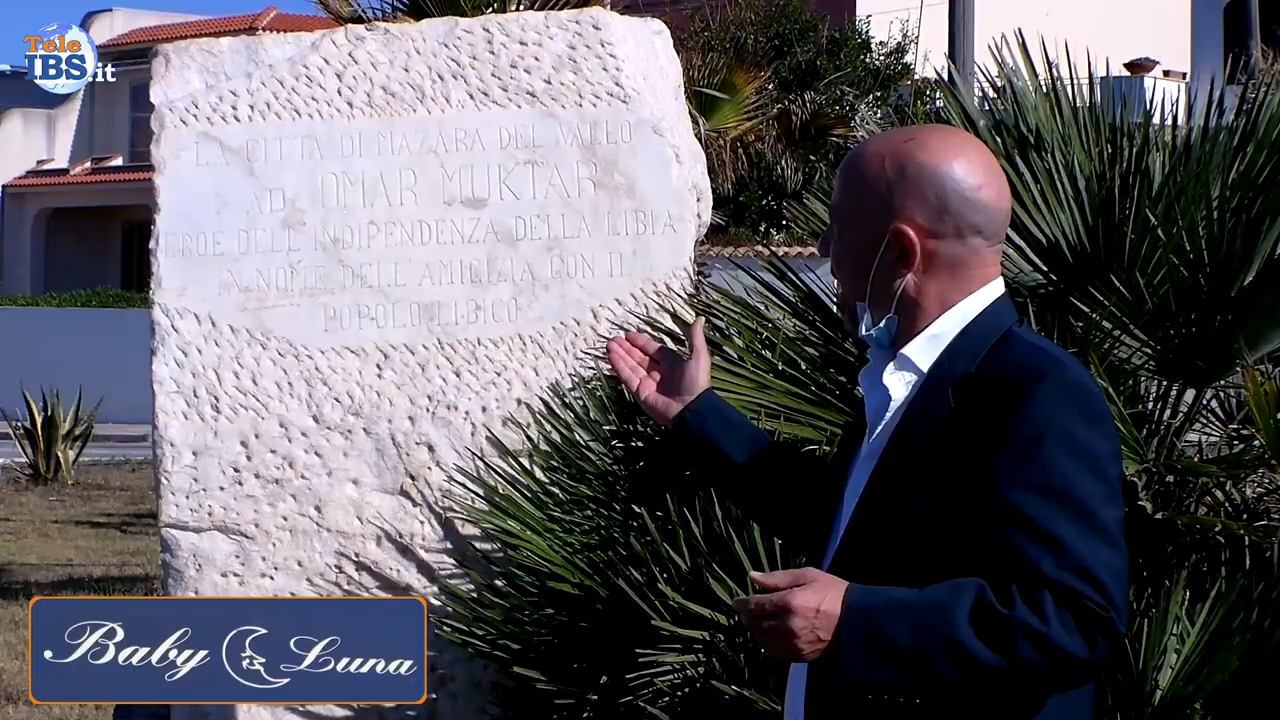 Tele
IBS.it
LA CITTA DI MAZARA DEL VALLO
AD OMAR MUKTAR
EROE DELL INDIPENDENZA DELLA LIBIA
IN NOME DELL AMICIZIA CON IL
POPOLO LIBICO
Baby Luna